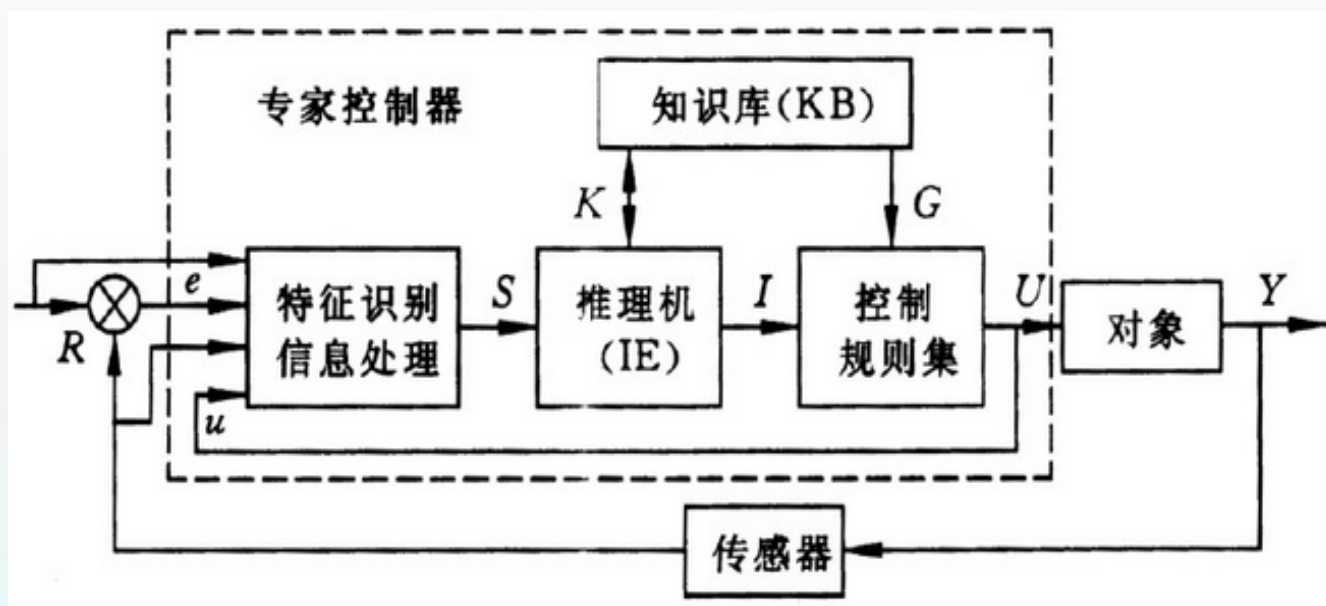 专家控制器
知识库(KB)
K
G
e
特征识别
信息处理
S
推理机
(IE)
I
控制
规则集
U
对象
Y
R
u
传感器